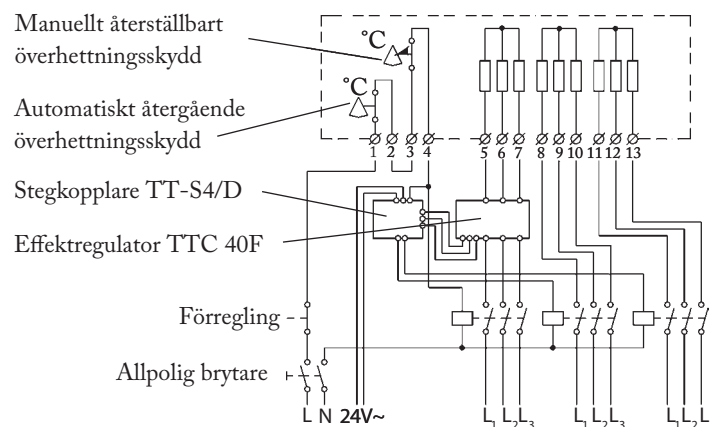 Manuellt återställbart
överhettningsskydd
°C
°C
Automatiskt återgående
överhettningsskydd
1 2 3 4 5 6 7 8 9 10 11 12 13
Stegkopplare TT-S4/D
Effektregulator TTC 40F
Förregling
Allpolig brytare
L N 24V~ L1 L2 L3 L1 L2 L3 L1 L2 L